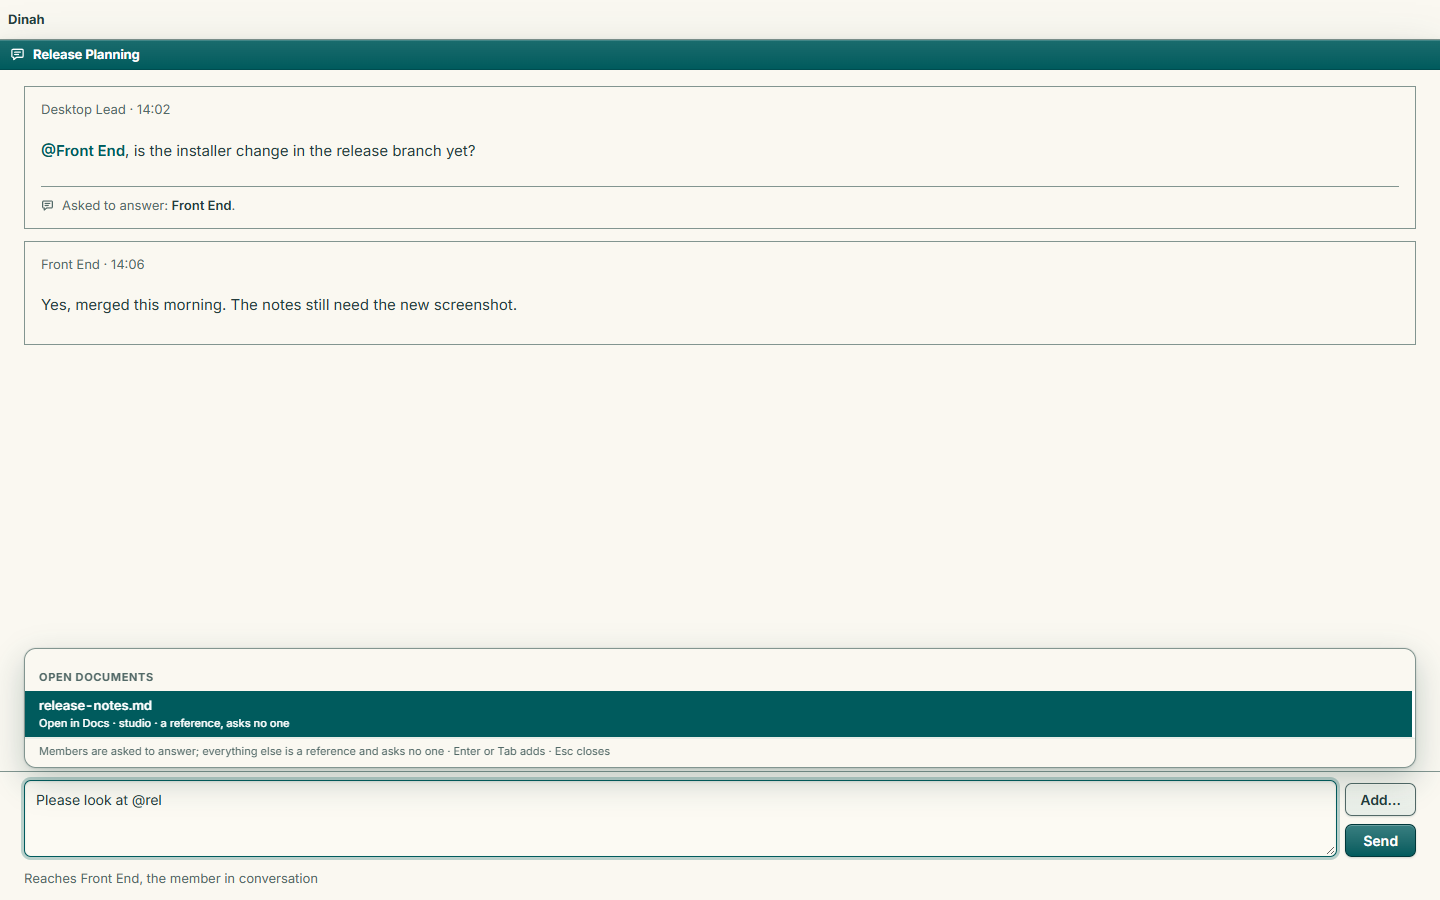 Dinah
Release Planning
Desktop Lead · 14:02
@Front End, is the installer change in the release branch yet?
Asked to answer: Front End.
Front End · 14:06
Yes, merged this morning. The notes still need the new screenshot.
OPEN DOCUMENTS
release-notes.md
Open in Docs · studio · a reference, asks no one
Members are asked to answer; everything else is a reference and asks no one · Enter or Tab adds · Esc closes
Please look at @rel
Add...
Send
Reaches Front End, the member in conversation